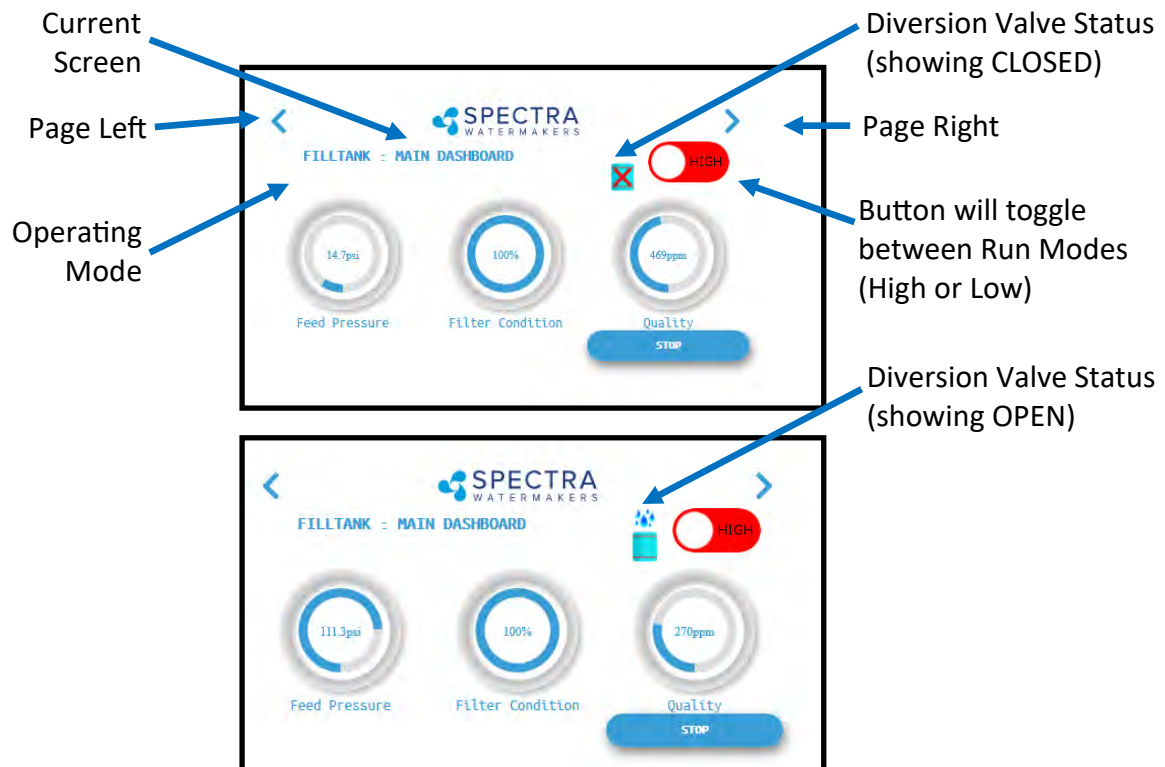 Current
Screen
Diversion Valve Status
(showing CLOSED)
Page Left
SPECTRA
WATERMAKERS
Page Right
FILLTANK : MAIN DASHBOARD
HIGH
Operating
Mode
Button will toggle
between Run Modes
(High or Low)
14.7psi
100%
469ppm
Feed Pressure
Filter Condition
Quality
STOP
Diversion Valve Status
(showing OPEN)
SPECTRA
WATERMAKERS
FILLTANK : MAIN DASHBOARD
HIGH
111.3psi
100%
270ppm
Feed Pressure
Filter Condition
Quality
STOP